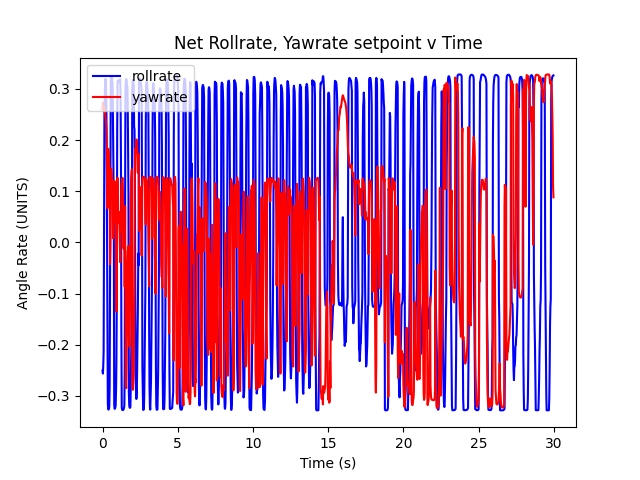 Net Rollrate, Yawrate setpoint v Time
rollrate
yawrate
Angle Rate (UNITS)
0.3
0.2
0.1
0.0
−0.1
−0.2
−0.3
0 5 10 15 20 25 30
Time (s)